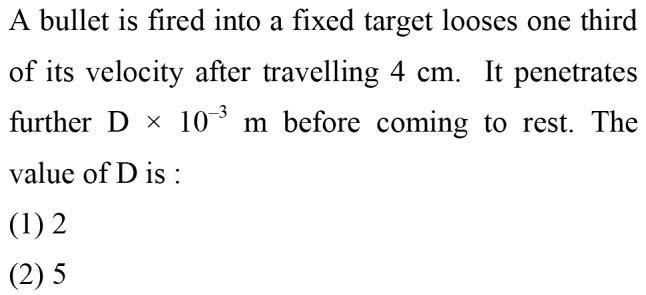 A bullet is fired into a fixed target looses one third
of its velocity after travelling 4 cm. It penetrates
further D × 10⁻³ m before coming to rest. The
value of D is :
(1) 2
(2) 5